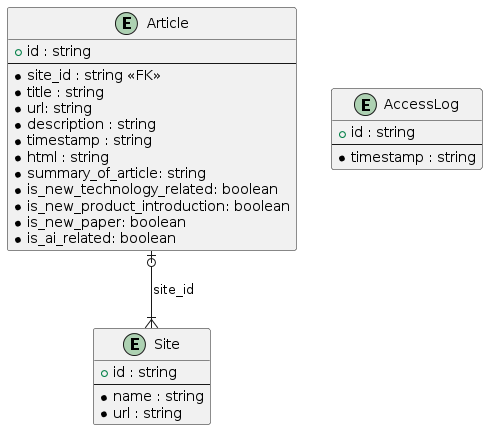 E Article
id : string
site_id : string «FK»
title : string
url: string
description : string
timestamp : string
html : string
summary_of_article: string
is_new_technology_related: boolean
is_new_product_introduction: boolean
is_new_paper: boolean
is_ai_related: boolean
E AccessLog
id : string
timestamp : string
site_id
E Site
id : string
name : string
url : string